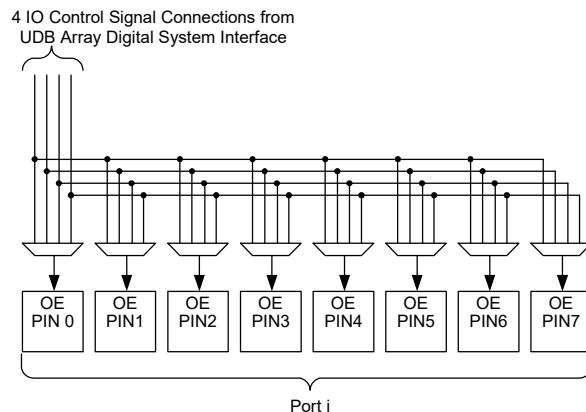 4 IO Control Signal Connections from
UDB Array Digital System Interface
OE
PIN 0
OE
PIN1
OE
PIN2
OE
PIN3
OE
PIN4
OE
PIN5
OE
PIN6
OE
PIN7
Port i